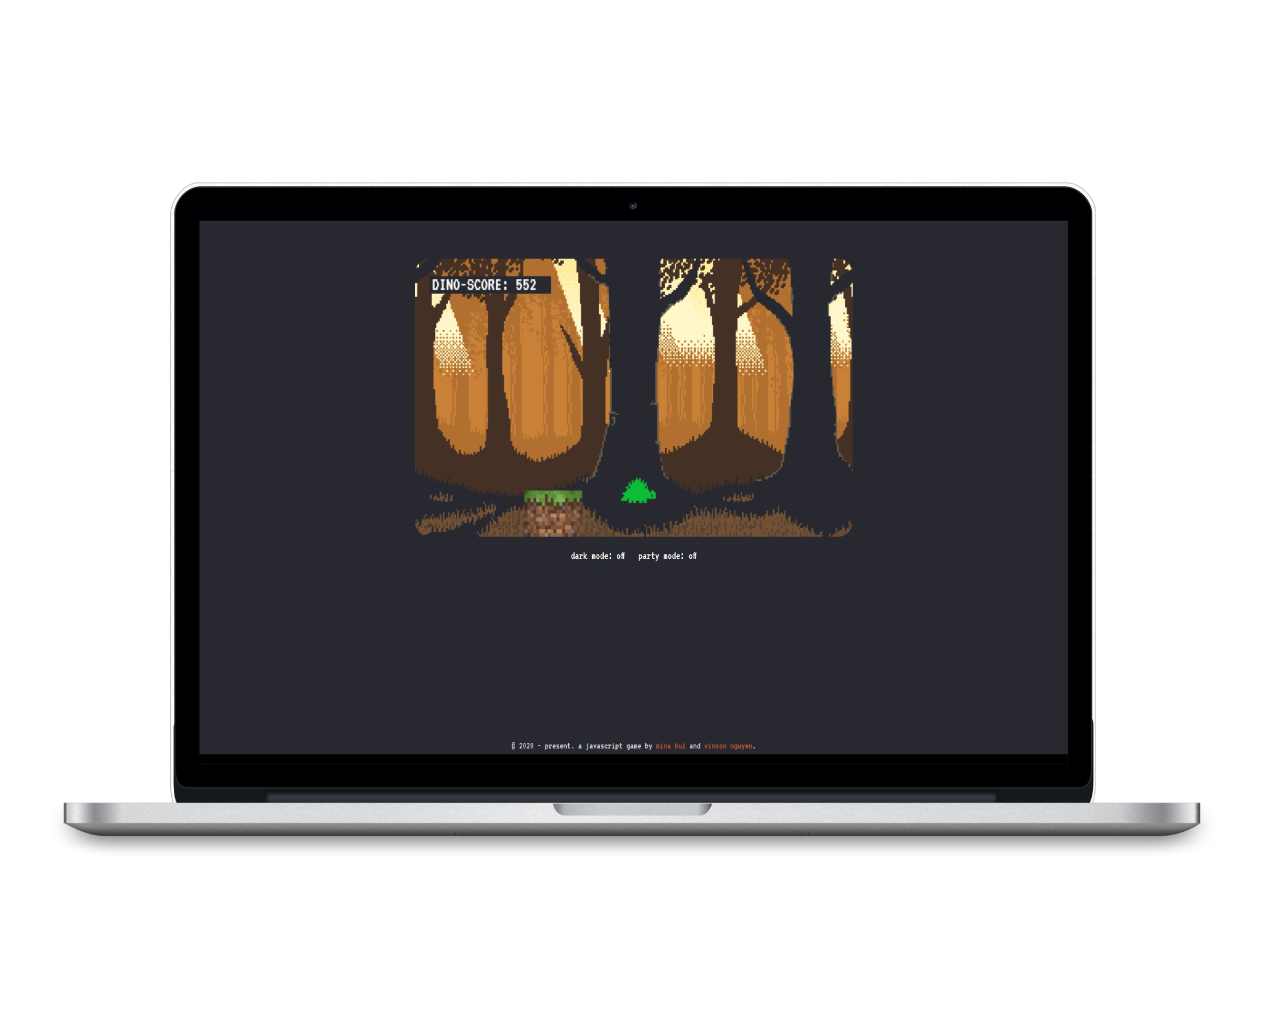 DINO-SCORE: 552
dark mode: off party mode: off
© 2020 - present. a javascript game by mina bui and vinson nguyen.